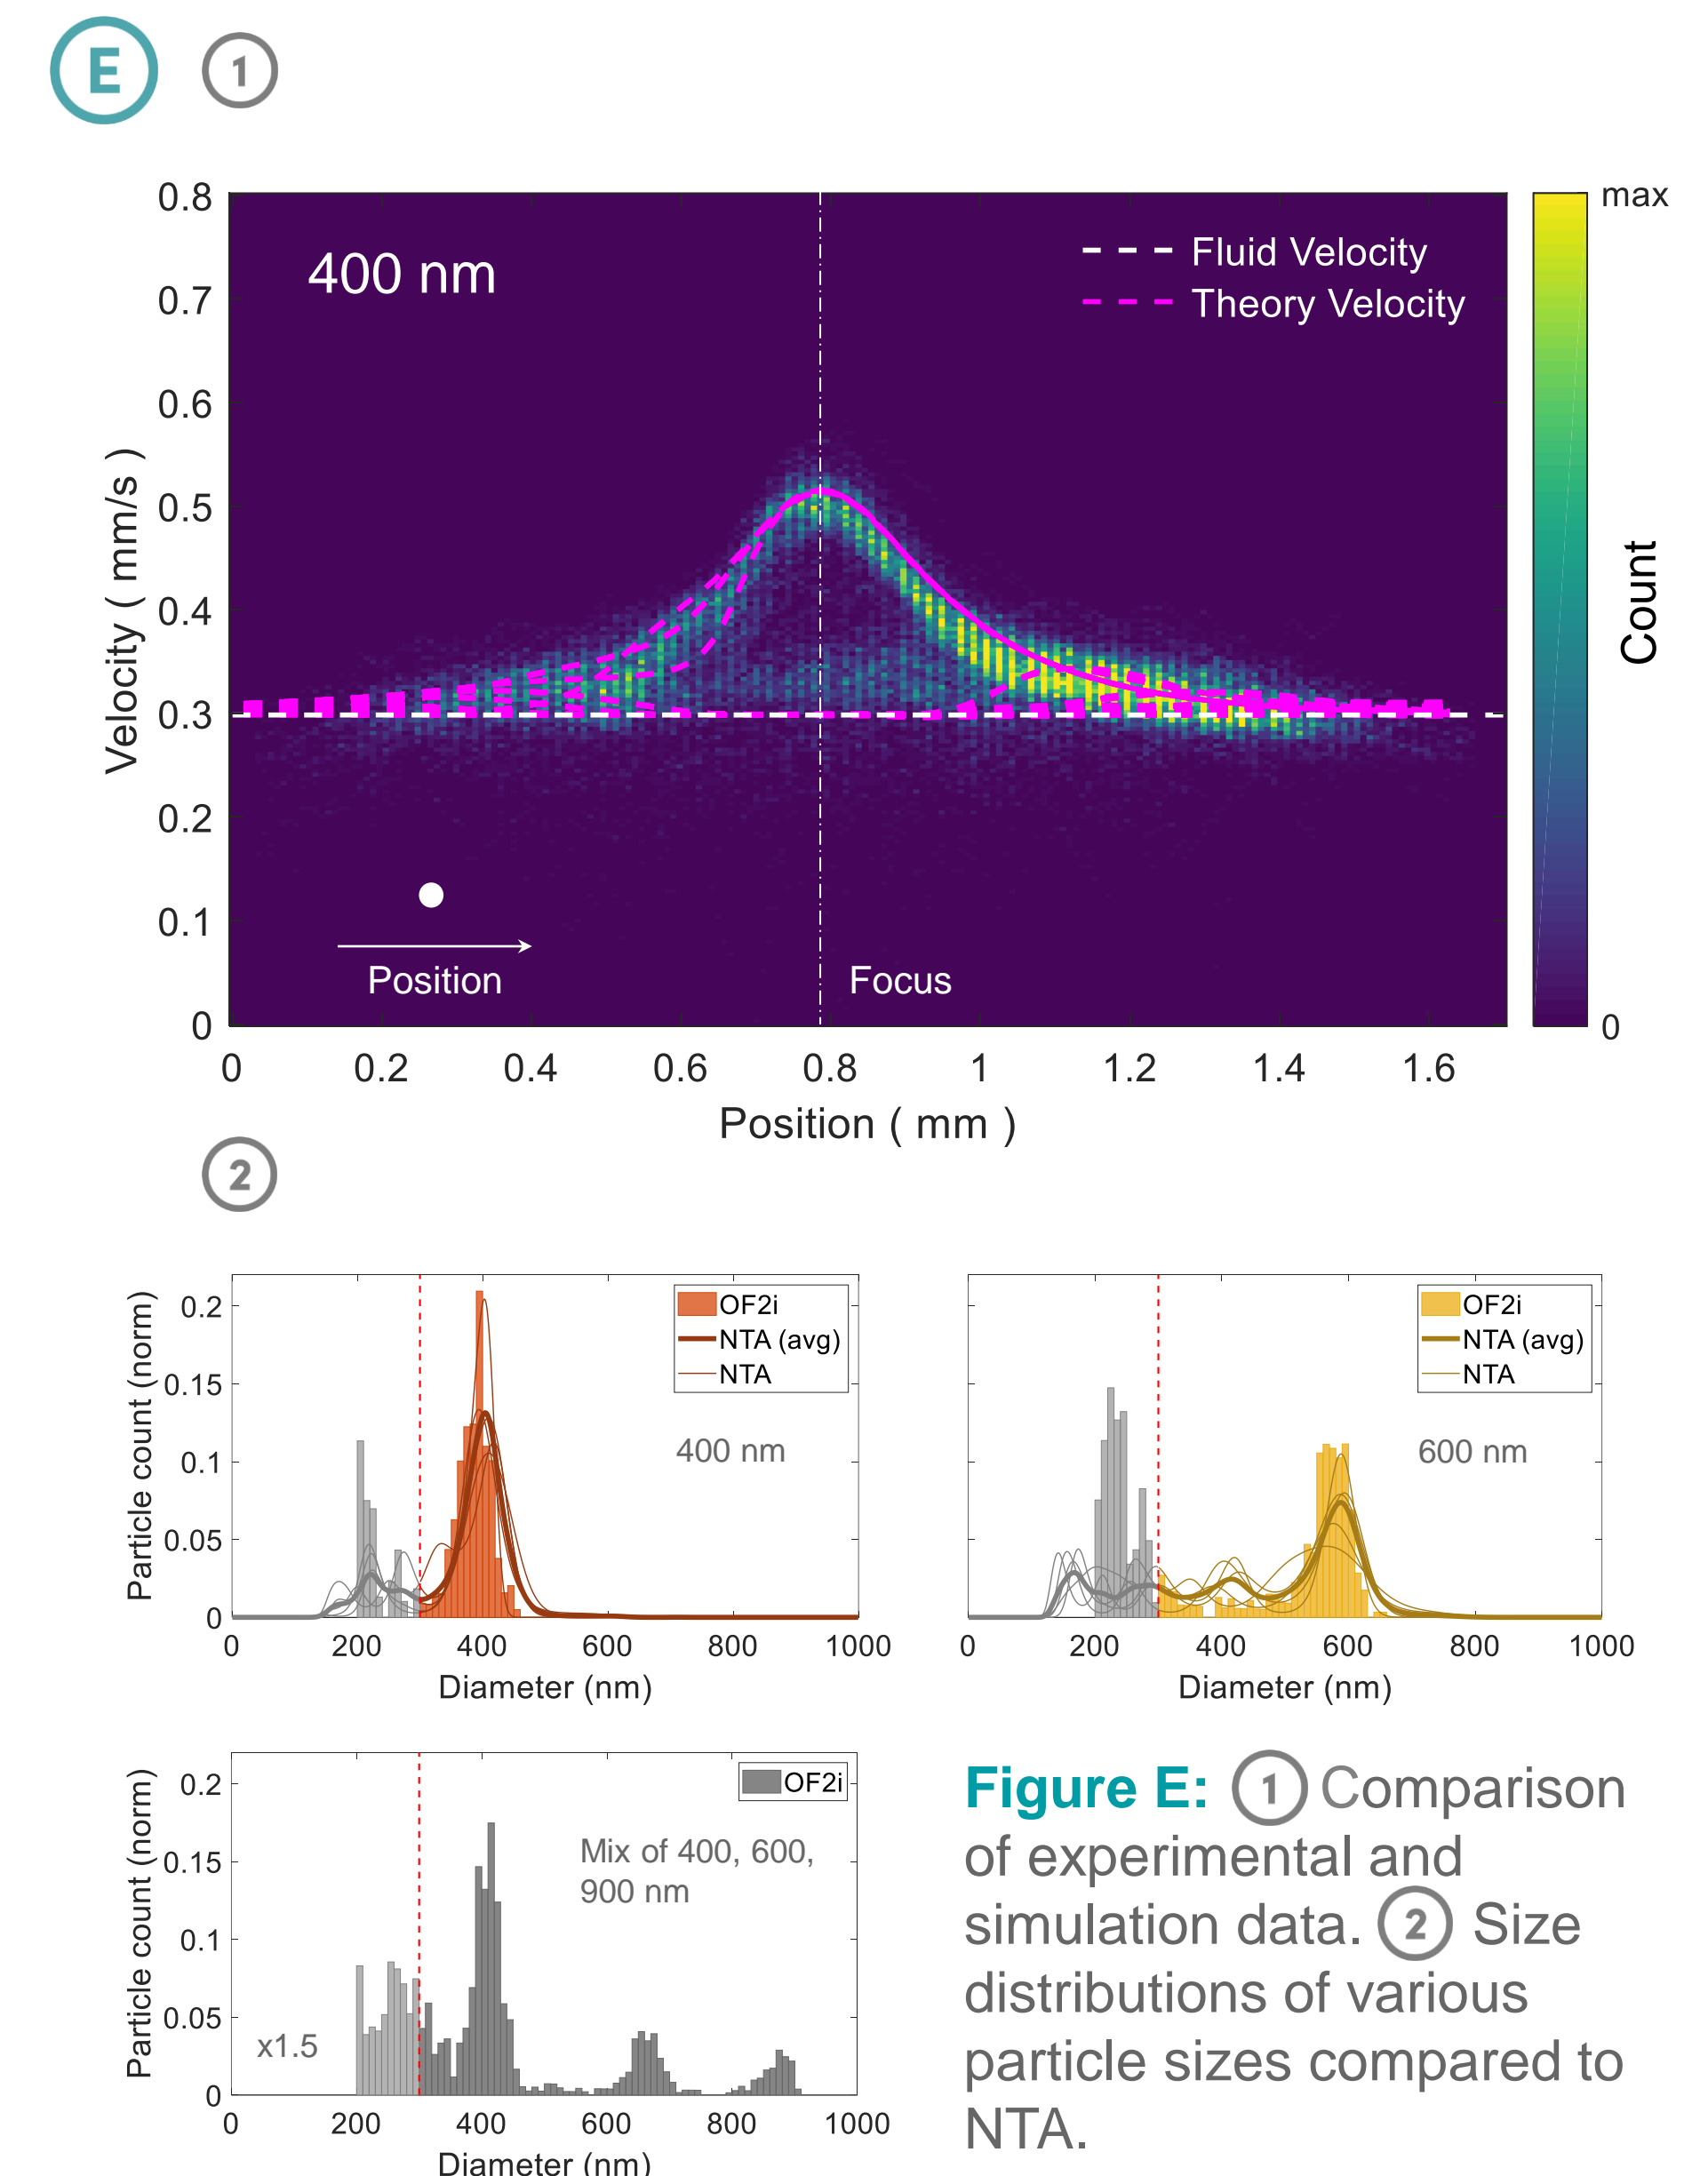 E 1
0.8
0.7
0.6
0.5
0.4
0.3
0.2
0.1
0
Velocity ( mm/s )
400 nm
Fluid Velocity
Theory Velocity
Position
Focus
0 0.2 0.4 0.6 0.8 1 1.2 1.4 1.6
Position ( mm )
max
Count
0
2
0.2
0.15
0.1
0.05
0
Particle count (norm)
OF2i
NTA (avg)
NTA
400 nm
0 200 400 600 800 1000
Diameter (nm)
OF2i
NTA (avg)
NTA
600 nm
0 200 400 600 800 1000
Diameter (nm)
0.2
0.15
0.1
0.05
0
Particle count (norm)
OF2i
Mix of 400, 600,
900 nm
x1.5
0 200 400 600 800 1000
Diameter (nm)
Figure E: 1 Comparison
of experimental and
simulation data. 2 Size
distributions of various
particle sizes compared to
NTA.